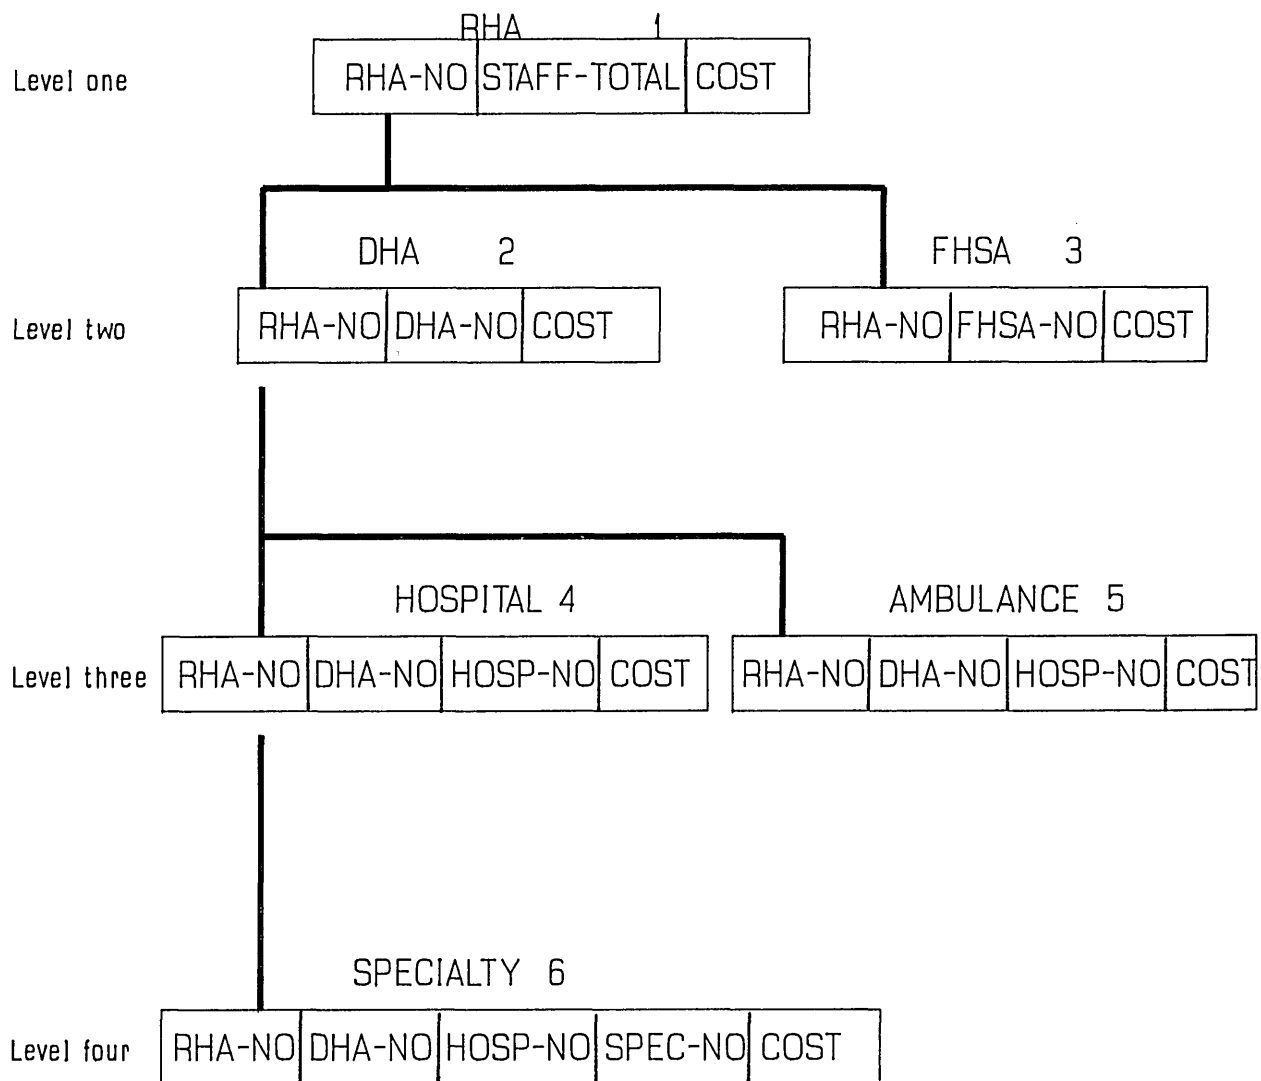 RHA 1
Level one RHA-NO STAFF-TOTAL COST
DHA 2 FHSA 3
Level two RHA-NO DHA-NO COST RHA-NO FHSA-NO COST
HOSPITAL 4 AMBULANCE 5
Level three RHA-NO DHA-NO HOSP-NO COST RHA-NO DHA-NO HOSP-NO COST
SPECIALTY 6
Level four RHA-NO DHA-NO HOSP-NO SPEC-NO COST